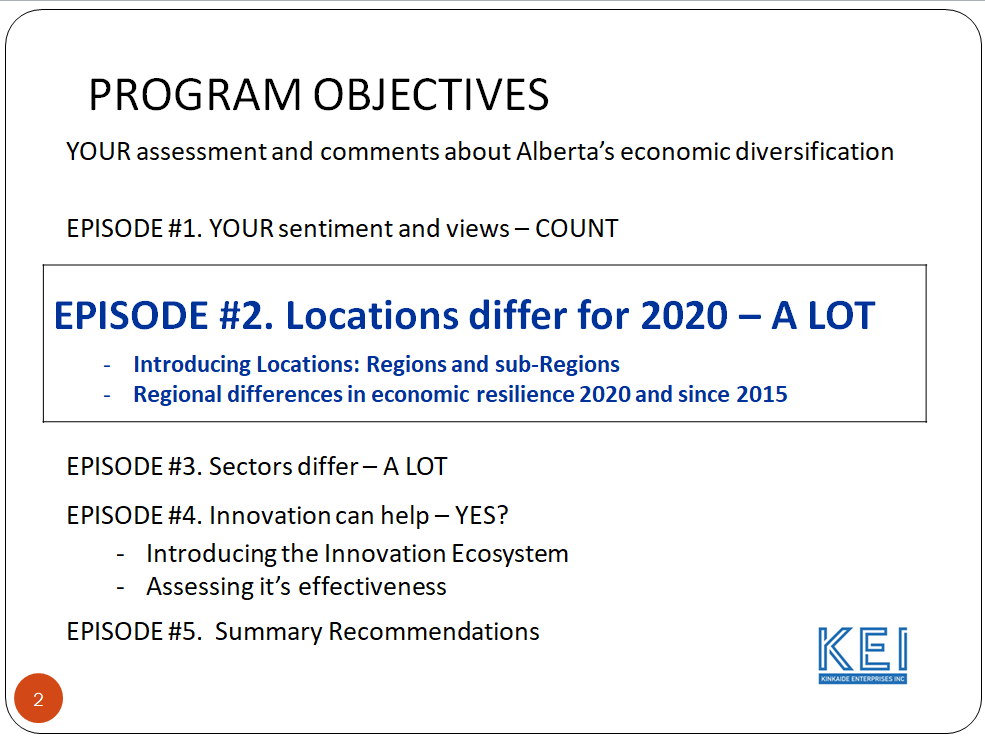 PROGRAM OBJECTIVES
YOUR assessment and comments about Alberta’s economic diversification
EPISODE #1. YOUR sentiment and views – COUNT
EPISODE #2. Locations differ for 2020 – A LOT
- Introducing Locations: Regions and sub-Regions
- Regional differences in economic resilience 2020 and since 2015
EPISODE #3. Sectors differ – A LOT
EPISODE #4. Innovation can help – YES?
- Introducing the Innovation Ecosystem
- Assessing it’s effectiveness
EPISODE #5. Summary Recommendations
KEI
KINKAIDE ENTERPRISES INC
2